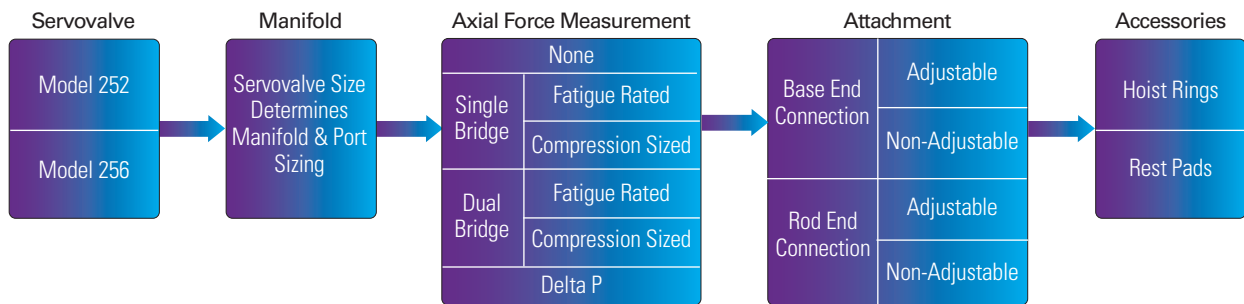 Servovalve
Model 252
Model 256
Manifold
Servovalve Size
Determines
Manifold & Port
Sizing
Axial Force Measurement
None
Single
Bridge
Fatigue Rated
Compression Sized
Dual
Bridge
Fatigue Rated
Compression Sized
Delta P
Attachment
Base End
Connection
Adjustable
Non-Adjustable
Rod End
Connection
Adjustable
Non-Adjustable
Accessories
Hoist Rings
Rest Pads